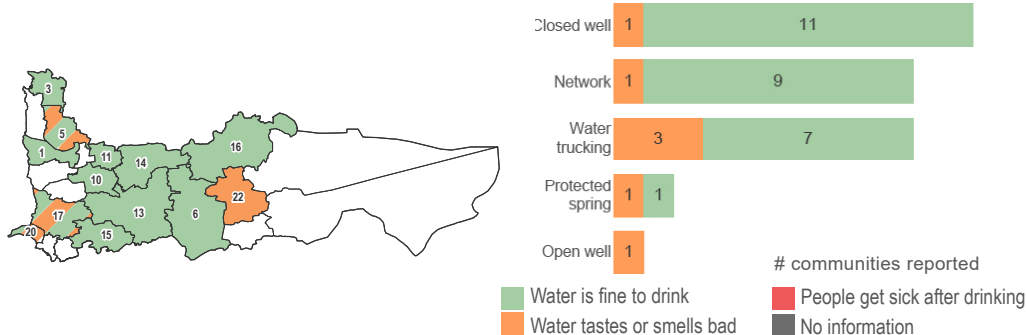 3
5
1
11
14
16
10
22
17
13
6
20
15
Closed well 1 11
Network 1 9
Water
trucking 3 7
Protected
spring 1 1
Open well 1
# communities reported
Water is fine to drink
People get sick after drinking
Water tastes or smells bad
No information